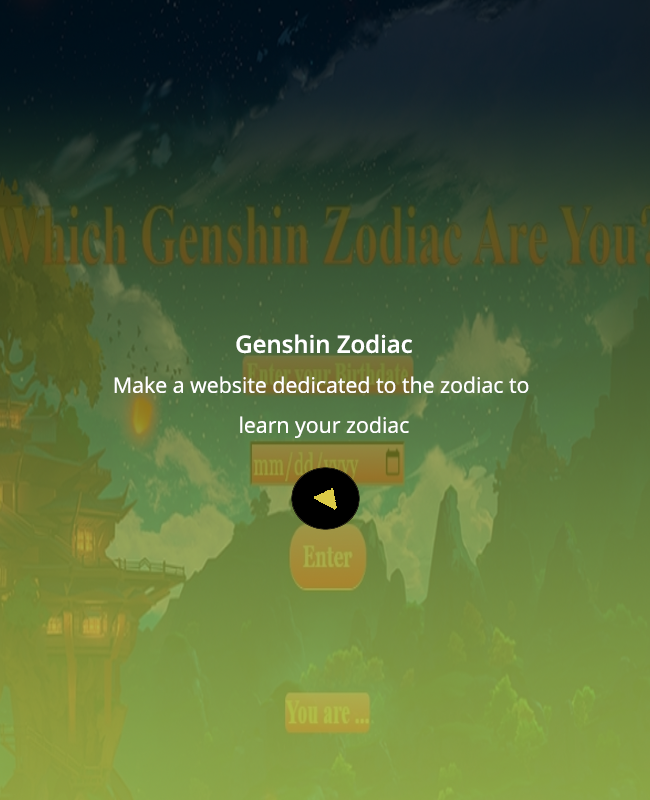 Which Genshin Zodiac Are You?
Genshin Zodiac
Enter your Birthdate
Make a website dedicated to the zodiac to
learn your zodiac
mm/dd/yyyy
Enter
You are ...